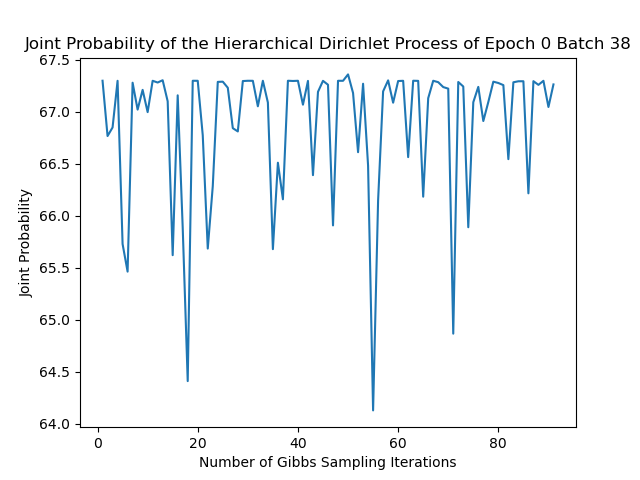 Joint Probability of the Hierarchical Dirichlet Process of Epoch 0 Batch 38
67.5
67.0
66.5
66.0
65.5
65.0
64.5
64.0
Joint Probability
0 20 40 60 80
Number of Gibbs Sampling Iterations